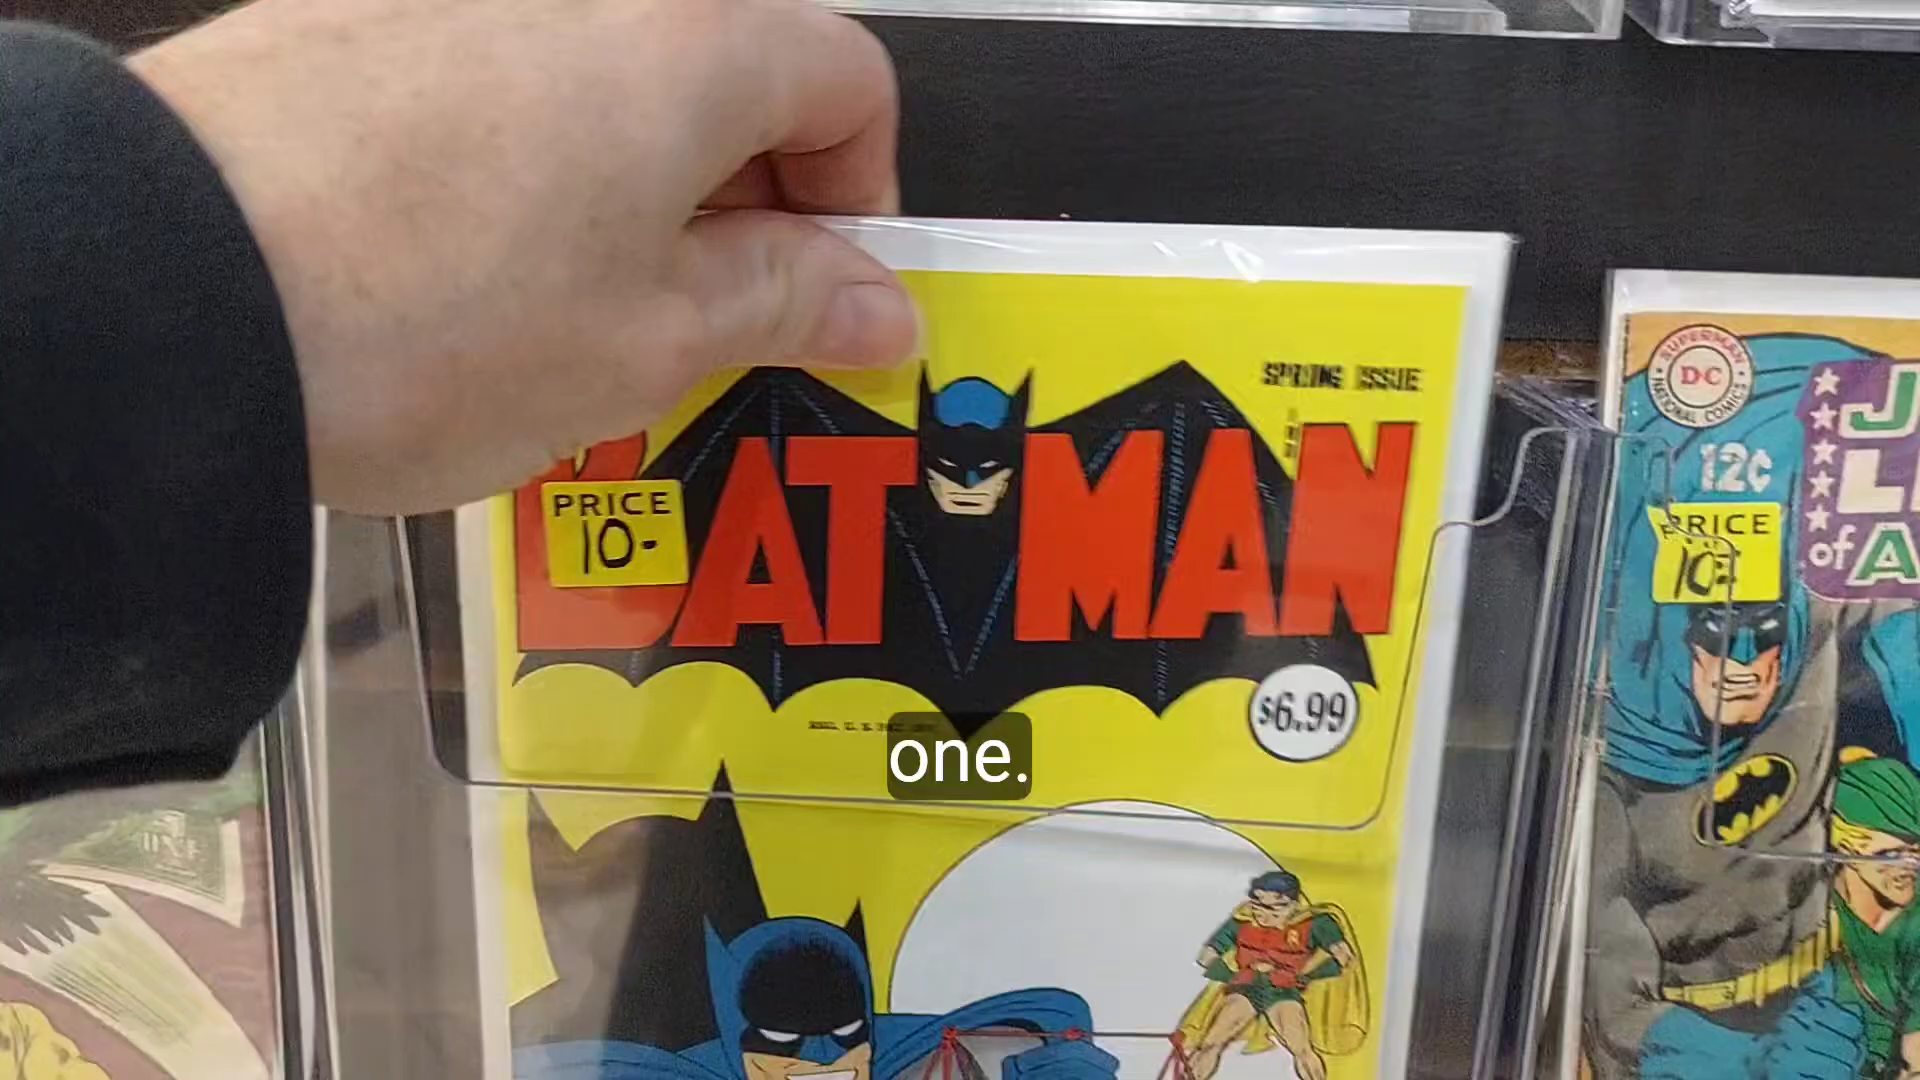 SPRING ISSUE
BATMAN
PRICE
10-
$6.99
one.
SUPERMAN
DC
NATIONAL COMICS
12¢
J
L
of A
PRICE
10-